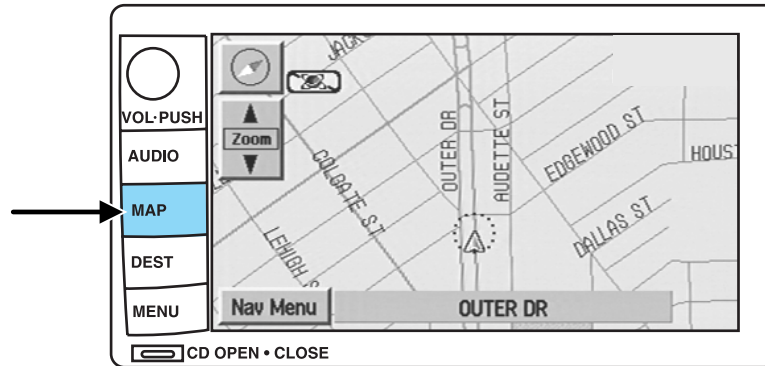 VOL·PUSH
AUDIO
MAP
DEST
MENU
CD OPEN • CLOSE
Zoom
COLGATE ST
OUTER DR
AUDETTE ST
EDGEWOOD ST
HOUS
DALLAS ST
LEHIGH
Nav Menu
OUTER DR